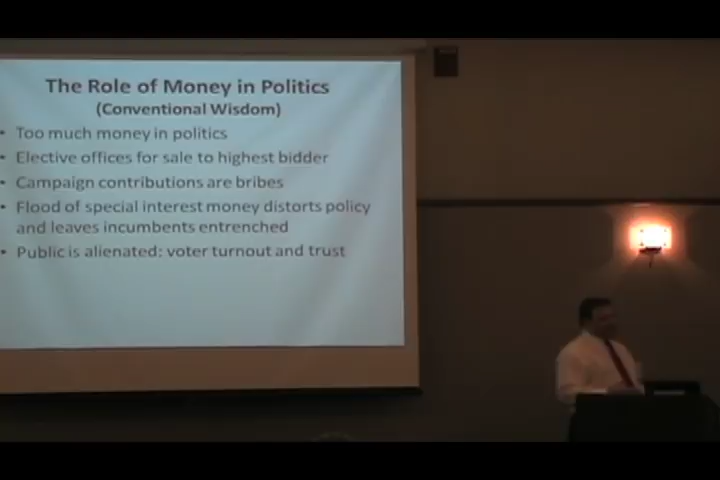 The Role of Money in Politics
(Conventional Wisdom)
• Too much money in politics
• Elective offices for sale to highest bidder
• Campaign contributions are bribes
• Flood of special interest money distorts policy
and leaves incumbents entrenched
• Public is alienated: voter turnout and trust